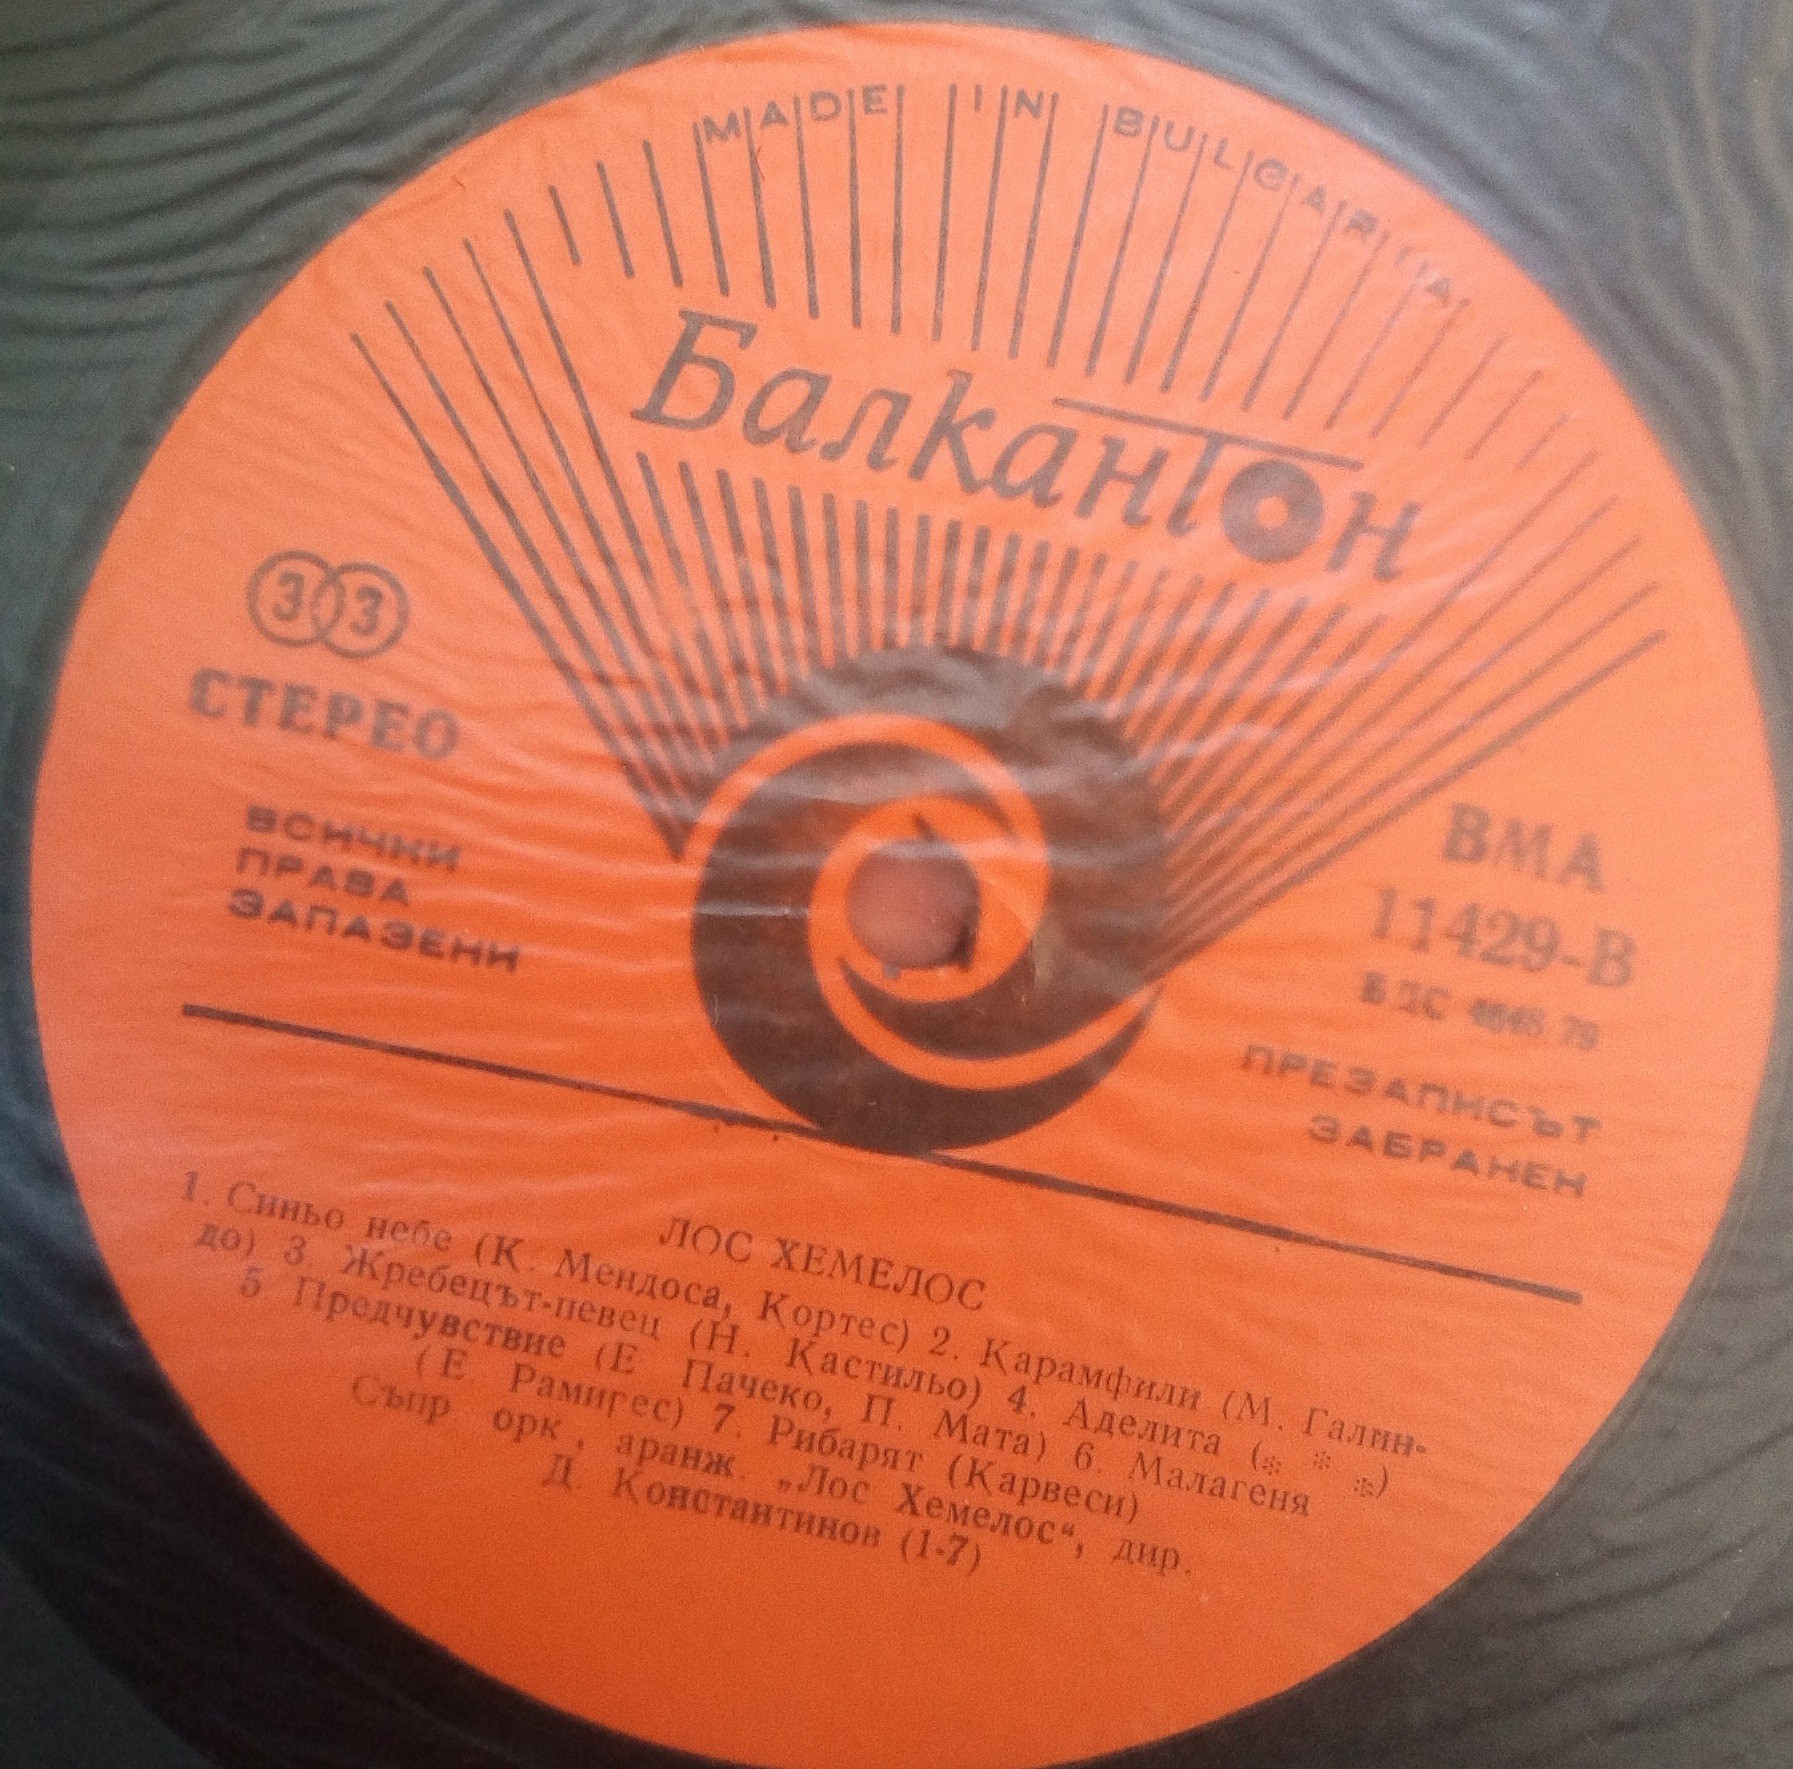 MADE IN BULGARIA
Балкантон
33
СТЕРЕО
ВСИЧКИ
ПРАВА
ЗАПАЗЕНИ
ВМА
11429-В
БДС
ПРЕЗАПИСЪТ
ЗАБРАНЕН
ЛОС ХЕМЕЛОС
1. Синьо небе (К. Мендоса, Кортес) 2. Карамфили (М. Галин-
до) 3. Жребецът-певец (Н. Кастильо) 4. Аделита (* * *)
5. Предчувствие (Е Пачеко, П. Мата) 6. Малагеня
(Е. Рамирес) 7. Рибарят (Карвеси)
Съпр орк, аранж. „Лос Хемелос“, дир.
Д. Константинов (1-7)